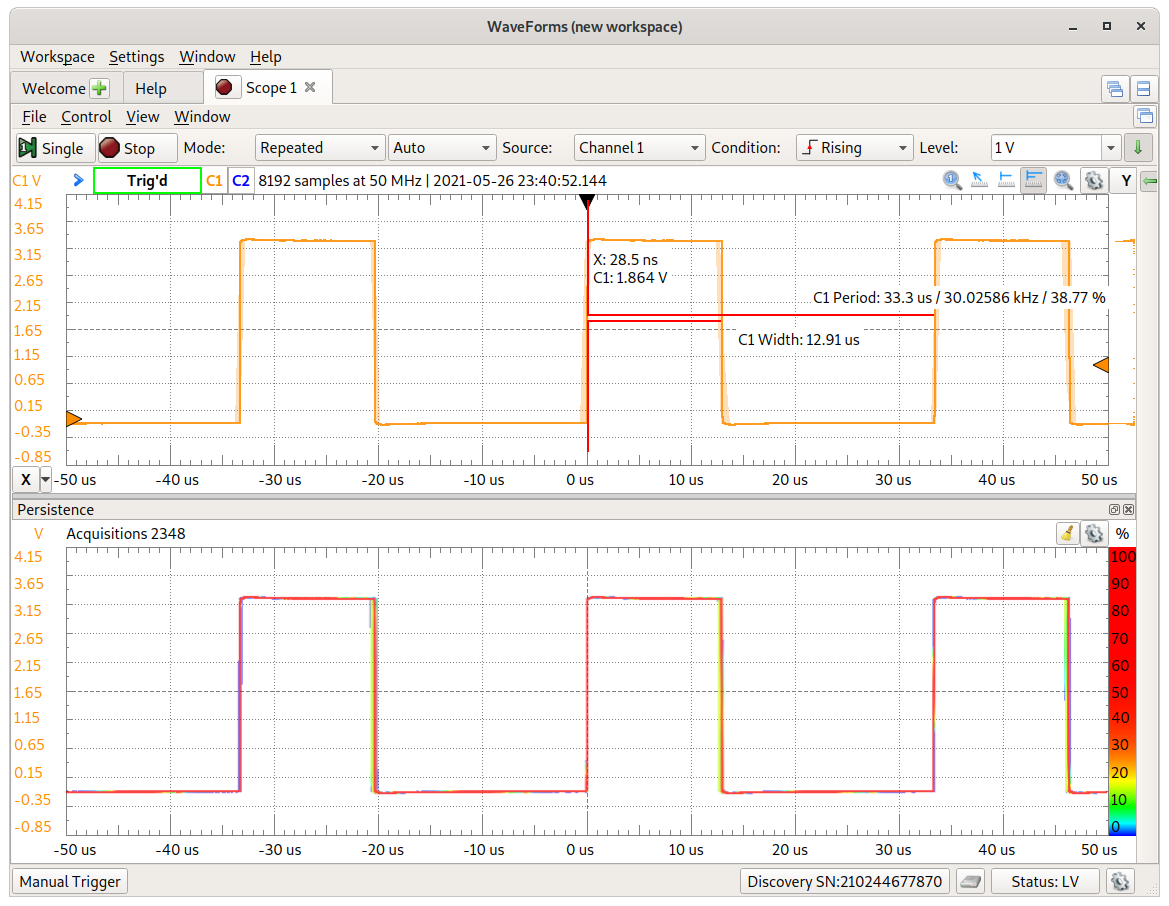 WaveForms (new workspace)
Workspace Settings Window Help
Welcome Help Scope 1
File Control View Window
Single Stop Mode: Repeated Auto Source: Channel 1 Condition: Rising Level: 1 V
C1 V Trig'd C1 C2 8192 samples at 50 MHz | 2021-05-26 23:40:52.144 Y
4.15
3.65
3.15
2.65
2.15
1.65
1.15
0.65
0.15
-0.35
-0.85
X: 28.5 ns
C1: 1.864 V
C1 Period: 33.3 us / 30.02586 kHz / 38.77 %
C1 Width: 12.91 us
X -50 us -40 us -30 us -20 us -10 us 0 us 10 us 20 us 30 us 40 us 50 us
Persistence
V Acquisitions 2348 %
4.15
3.65
3.15
2.65
2.15
1.65
1.15
0.65
0.15
-0.35
-0.85
100
90
80
70
60
50
40
30
20
10
0
-50 us -40 us -30 us -20 us -10 us 0 us 10 us 20 us 30 us 40 us 50 us
Manual Trigger Discovery SN:210244677870 Status: LV